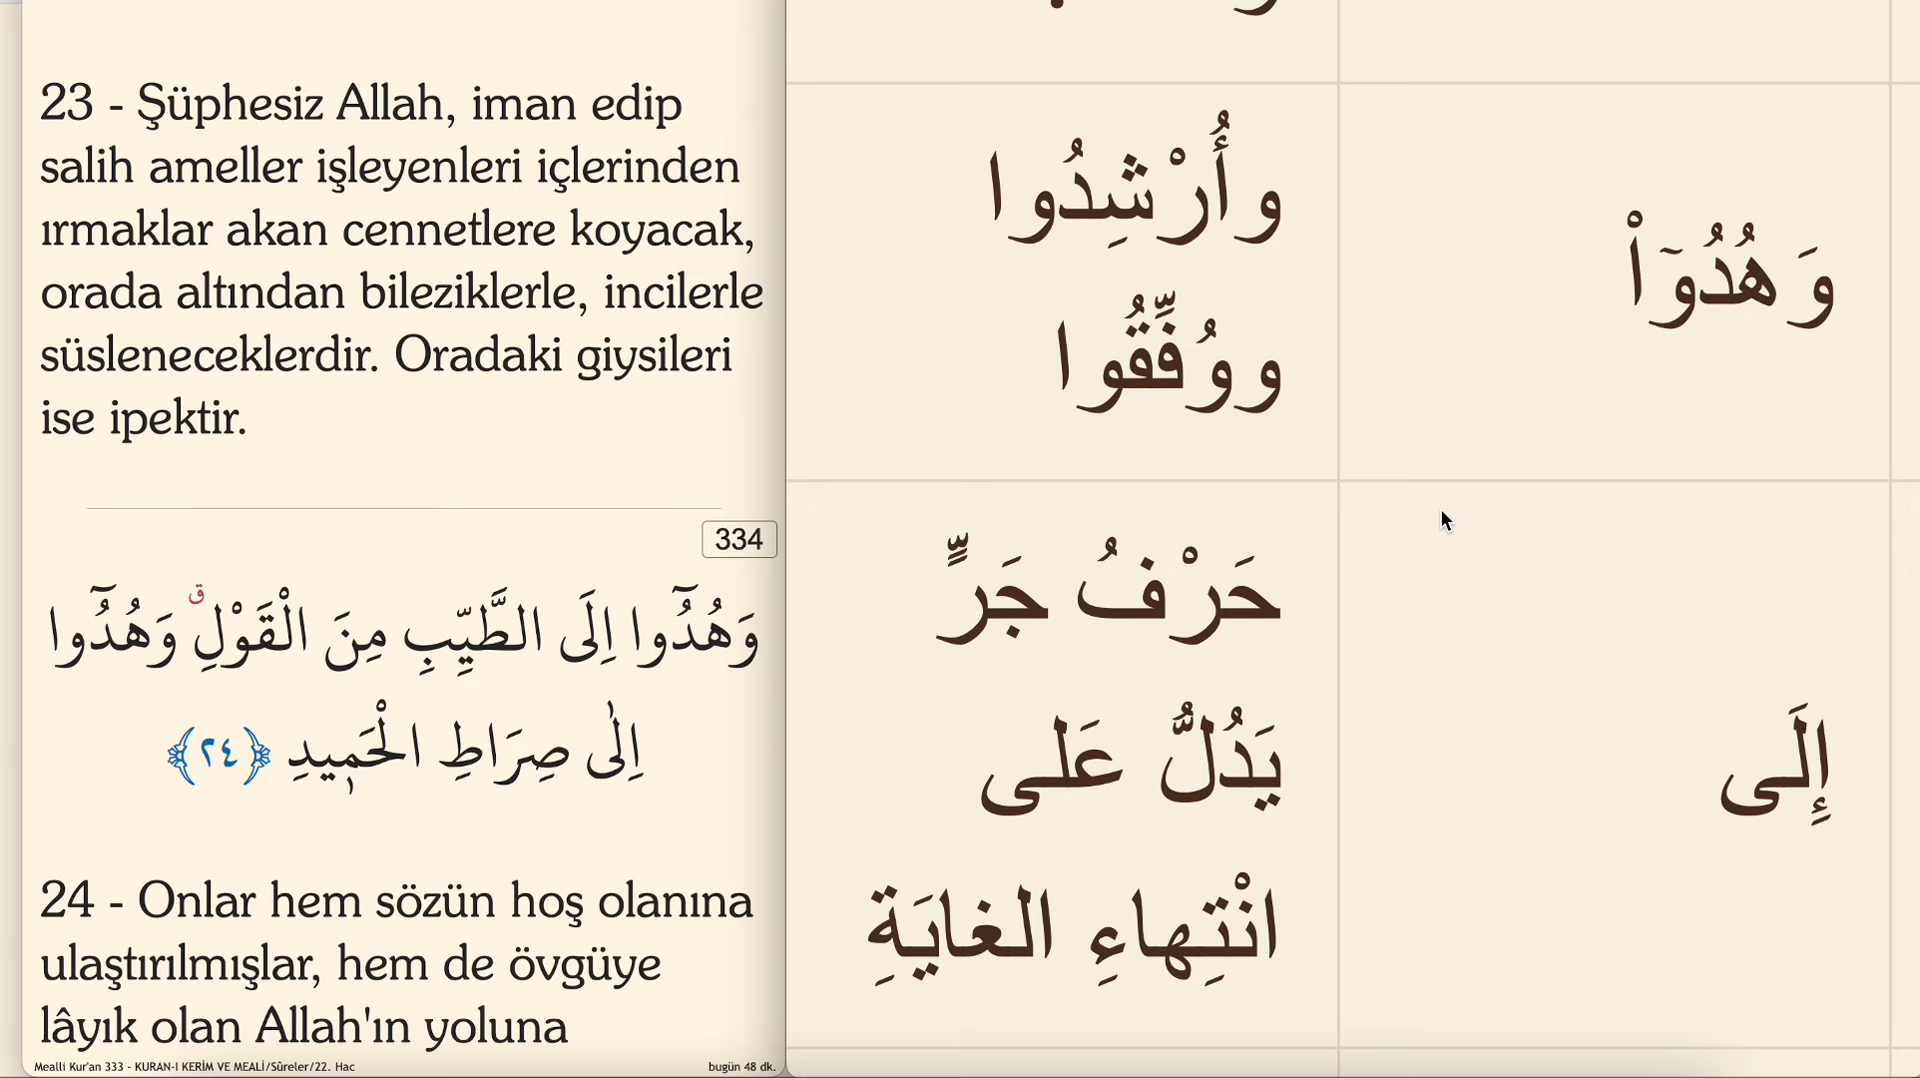 23 - Şüphesiz Allah, iman edip
salih ameller işleyenleri içlerinden
ırmaklar akan cennetlere koyacak,
orada altından bileziklerle, incilerle
süsleneceklerdir. Oradaki giysileri
ise ipektir.
334
وَهُدُٓوا اِلَى الطَّيِّبِ مِنَ الْقَوْلِۗ وَهُدُٓوا
اِلٰى صِرَاطِ الْحَم۪يدِ ﴿٢٤﴾
24 - Onlar hem sözün hoş olanına
ulaştırılmışlar, hem de övgüye
lâyık olan Allah'ın yoluna
Mealli Kur'an 333 - KURAN-I KERİM VE MEALİ/Sûreler/22. Hac
bugün 48 dk.
وَهُدُوٓاْ
وأُرْشِدُوا
ووُفِّقُوا
إِلَى
حَرْفُ جَرٍّ
يَدُلُّ عَلى
انْتِهاءِ الغايَةِ